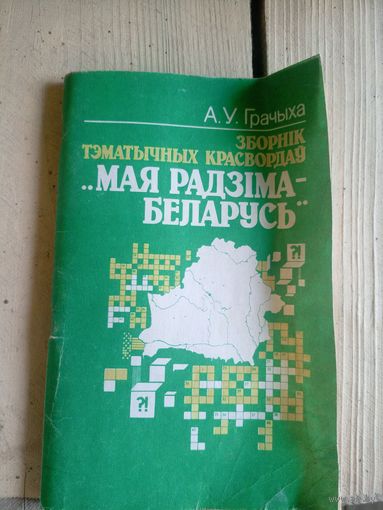 А. У. Грачыха
ЗБОРНІК
ТЭМАТЫЧНЫХ КРАСВОРДАЎ
„МАЯ РАДЗІМА-
БЕЛАРУСЬ”
?!
?!